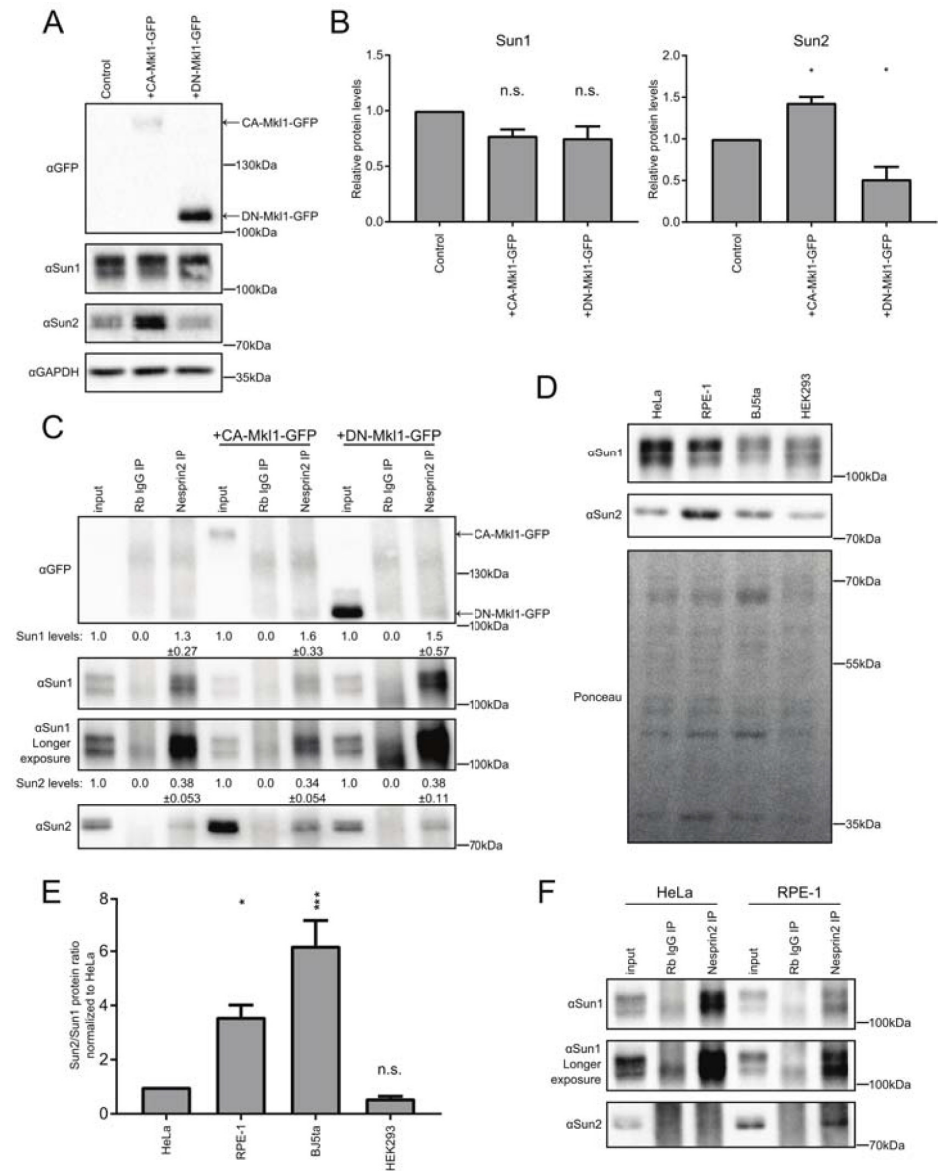 A
Control
+CA-Mkl1-GFP
+DN-Mkl1-GFP
αGFP
←CA-Mkl1-GFP
130kDa
←DN-Mkl1-GFP
100kDa
αSun1
100kDa
αSun2
70kDa
αGAPDH
35kDa
B
Sun1
Relative protein levels
1.5
1.0
0.5
0.0
n.s.
n.s.
Control
+CA-Mkl1-GFP
+DN-Mkl1-GFP
Sun2
Relative protein levels
2.0
1.5
1.0
0.5
0.0
*
*
Control
+CA-Mkl1-GFP
+DN-Mkl1-GFP
C
+CA-Mkl1-GFP +DN-Mkl1-GFP
input Rb IgG IP Nesprin2 IP input Rb IgG IP Nesprin2 IP input Rb IgG IP Nesprin2 IP
αGFP
←CA-Mkl1-GFP
130kDa
←DN-Mkl1-GFP
100kDa
Sun1 levels: 1.0 0.0 1.3 1.0 0.0 1.6 1.0 0.0 1.5
±0.27 ±0.33 ±0.57
αSun1
100kDa
αSun1
Longer
exposure
100kDa
Sun2 levels: 1.0 0.0 0.38 1.0 0.0 0.34 1.0 0.0 0.38
±0.053 ±0.054 ±0.11
αSun2
70kDa
D
HeLa RPE-1 BJ5ta HEK293
αSun1
100kDa
αSun2
70kDa
Ponceau
70kDa
55kDa
35kDa
E
Sun2/Sun1 protein ratio
normalized to HeLa
8
6
4
2
0
*
***
n.s.
HeLa
RPE-1
BJ5ta
HEK293
F
HeLa RPE-1
input Rb IgG IP Nesprin2 IP input Rb IgG IP Nesprin2 IP
αSun1
100kDa
αSun1
Longer
exposure
100kDa
αSun2
70kDa